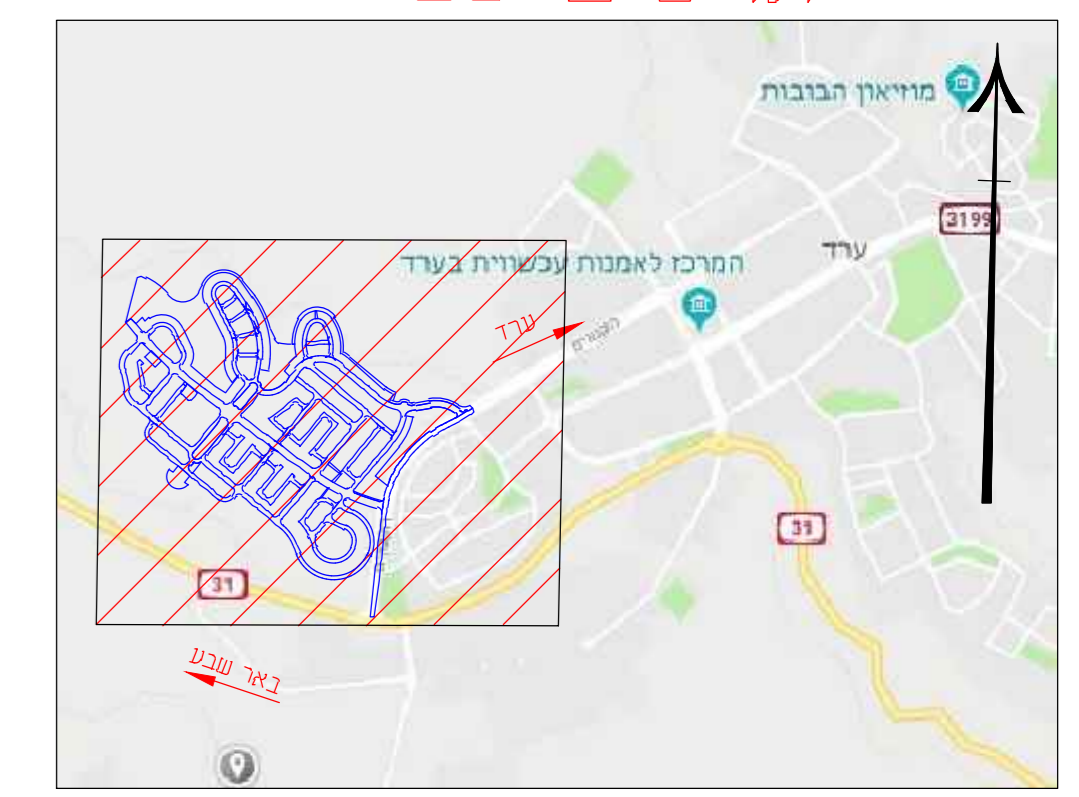 מוזיאון הבובות
3199
ערד
המרכז לאמנות עכשווית בערד
ערד
31
31
באר שבע